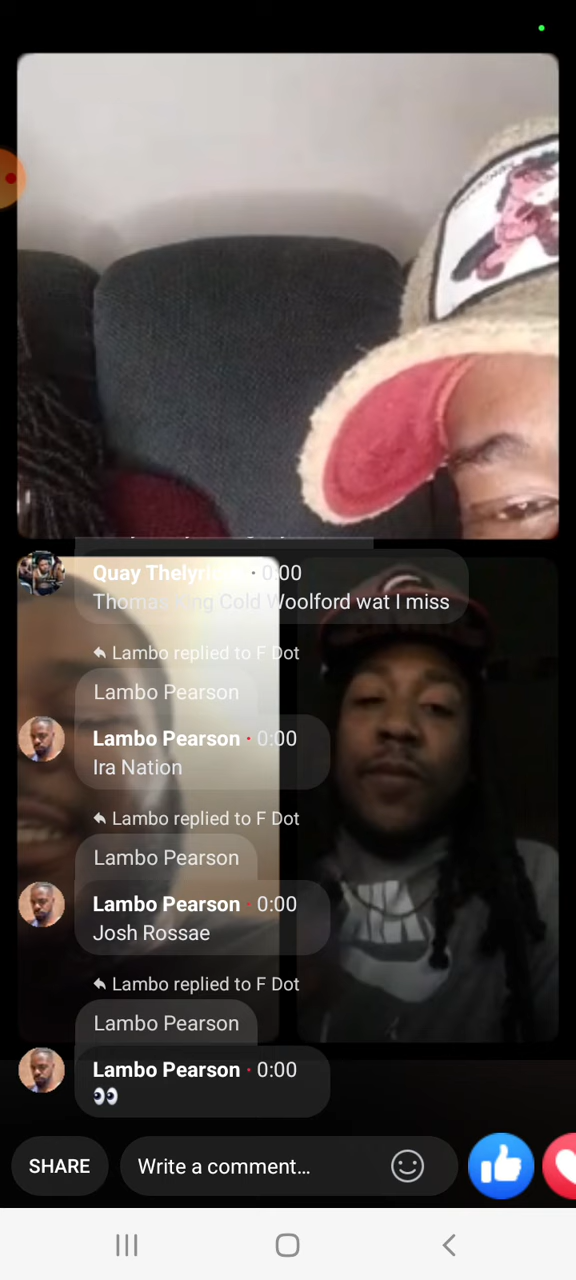 Quay Thelyri · 0:00
Thomas King Cold Woolford wat I miss
Lambo replied to F Dot
Lambo Pearson
Lambo Pearson · 0:00
Ira Nation
Lambo replied to F Dot
Lambo Pearson
Lambo Pearson · 0:00
Josh Rossae
Lambo replied to F Dot
Lambo Pearson
Lambo Pearson · 0:00
👀
SHARE
Write a comment...